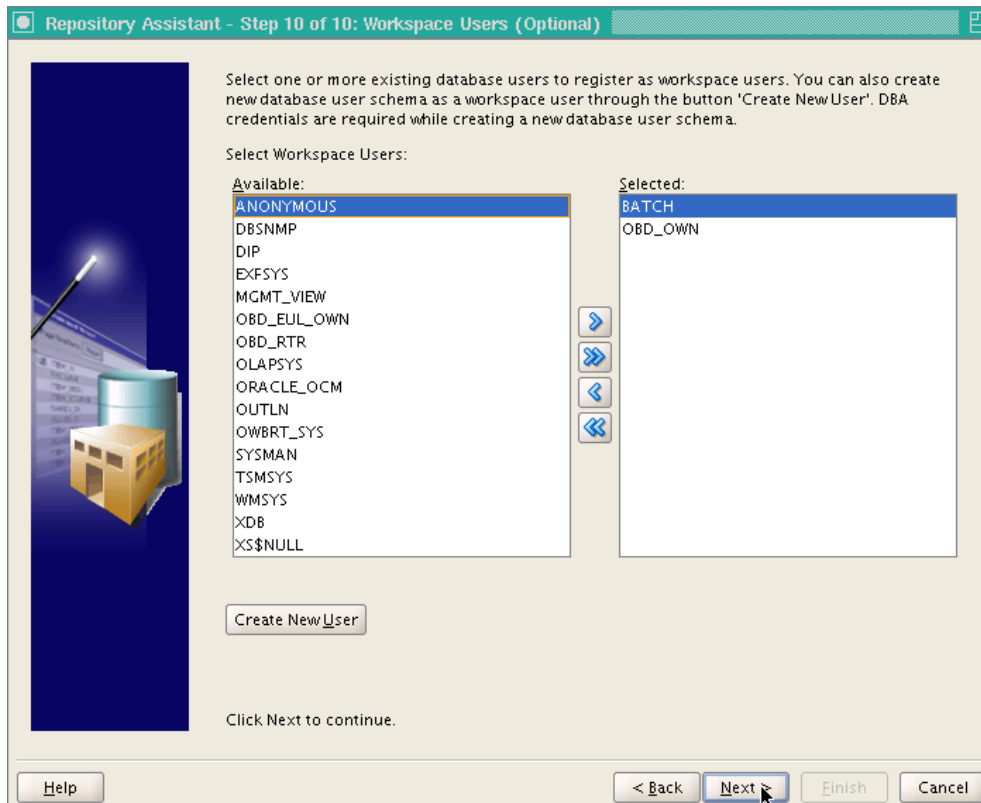 Repository Assistant - Step 10 of 10: Workspace Users (Optional)
Select one or more existing database users to register as workspace users. You can also create
new database user schema as a workspace user through the button 'Create New User'. DBA
credentials are required while creating a new database user schema.
Select Workspace Users:
Available:
ANONYMOUS
DBSNMP
DIP
EXFSYS
MGMT_VIEW
OBD_EUL_OWN
OBD_RTR
OLAPSYS
ORACLE_OCM
OUTLN
OWBRT_SYS
SYSMAN
TSMSYS
WMSYS
XDB
XS$NULL
Selected:
BATCH
OBD_OWN
Create New User
Click Next to continue.
Help
< Back
Next >
Finish
Cancel